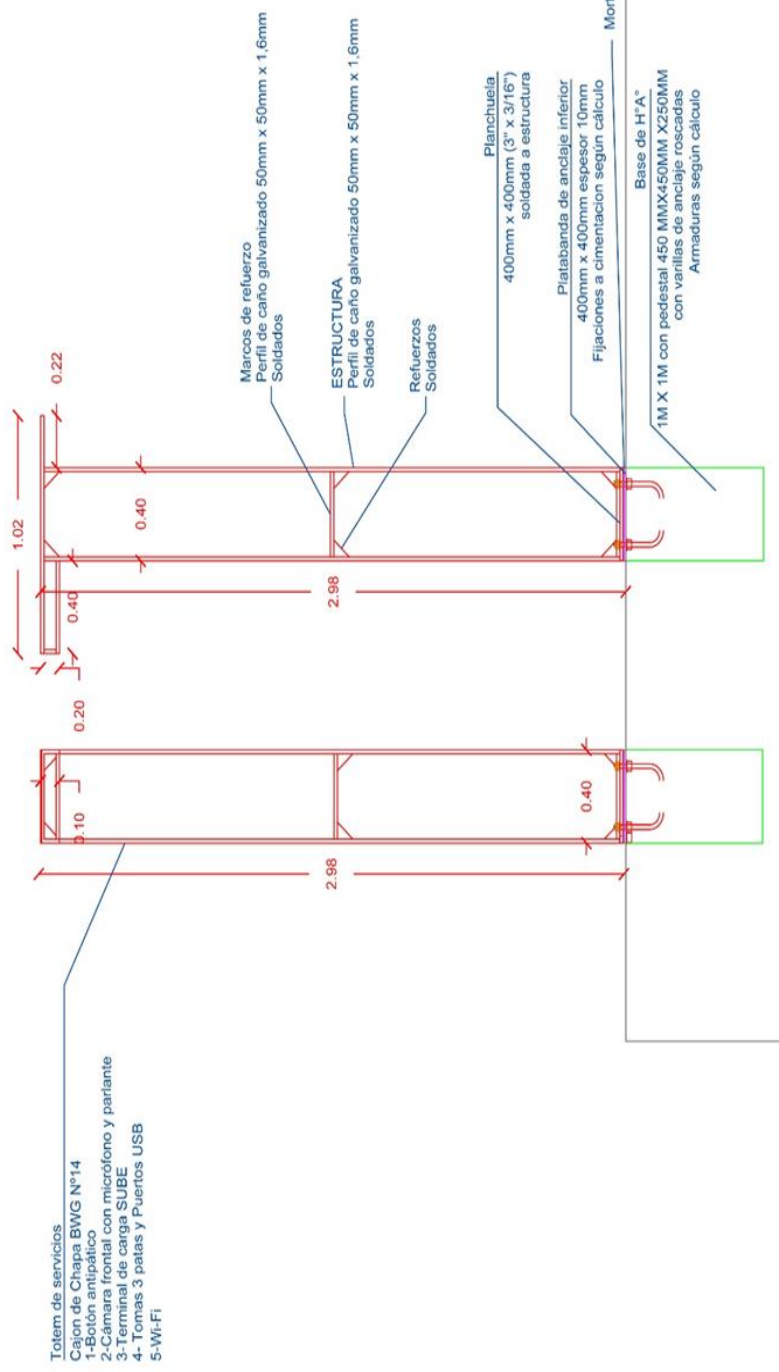 Totem de servicios
Cajon de Chapa BWG Nº14
1-Botón antipático
2-Cámara frontal con micrófono y parlante
3-Terminal de carga SUBE
4- Tomas 3 patas y Puertos USB
5-Wi-Fi
2.98
0.10
0.20
0.40
1.02
0.40
0.22
0.40
2.98
Marcos de refuerzo
Perfil de caño galvanizado 50mm x 50mm x 1,6mm
Soldados
ESTRUCTURA
Perfil de caño galvanizado 50mm x 50mm x 1,6mm
Soldados
Refuerzos
Soldados
Planchuela
400mm x 400mm (3" x 3/16")
soldada a estructura
Platabanda de anclaje inferior
400mm x 400mm espesor 10mm
Fijaciones a cimentacion según cálculo
Base de H°A°
1M X 1M con pedestal 450 MMX450MM X250MM
con varillas de anclaje roscadas
Armaduras según cálculo